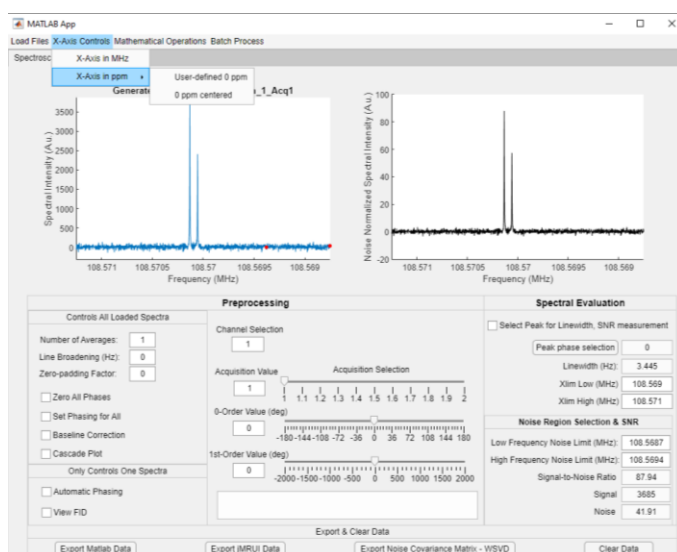 MATLAB App
Load Files X-Axis Controls Mathematical Operations Batch Process
Spectrosc
X-Axis in MHz
X-Axis in ppm
User-defined 0 ppm
0 ppm centered
Generat
_1_Acq1
3500
3000
2500
2000
1500
1000
500
0
Spectral Intensity (A.u.)
108.571 108.5705 108.57 108.5695 108.569
Frequency (MHz)
100
80
60
40
20
0
-20
Noise Normalized Spectral Intensity (A.u.)
108.571 108.5705 108.57 108.5695 108.569
Frequency (MHz)
Preprocessing
Controls All Loaded Spectra
Number of Averages: 1
Line Broadening (Hz): 0
Zero-padding Factor: 0
Zero All Phases
Set Phasing for All
Baseline Correction
Cascade Plot
Only Controls One Spectra
Automatic Phasing
View FID
Channel Selection
1
Acquisition Value
Acquisition Selection
1
1 1.1 1.2 1.3 1.4 1.5 1.6 1.7 1.8 1.9 2
0-Order Value (deg)
0
-180 -144 -108 -72 -36 0 36 72 108 144 180
1st-Order Value (deg)
0
-2000 -1500 -1000 -500 0 500 1000 1500 2000
Spectral Evaluation
Select Peak for Linewidth, SNR measurement
Peak phase selection 0
Linewidth (Hz): 3.445
Xlim Low (MHz) 108.569
Xlim High (MHz) 108.571
Noise Region Selection & SNR
Low Frequency Noise Limit (MHz): 108.5687
High Frequency Noise Limit (MHz): 108.5694
Signal-to-Noise Ratio 87.94
Signal 3685
Noise 41.91
Export & Clear Data
Export Matlab Data
Export jMRUI Data
Export Noise Covariance Matrix - WSVD
Clear Data